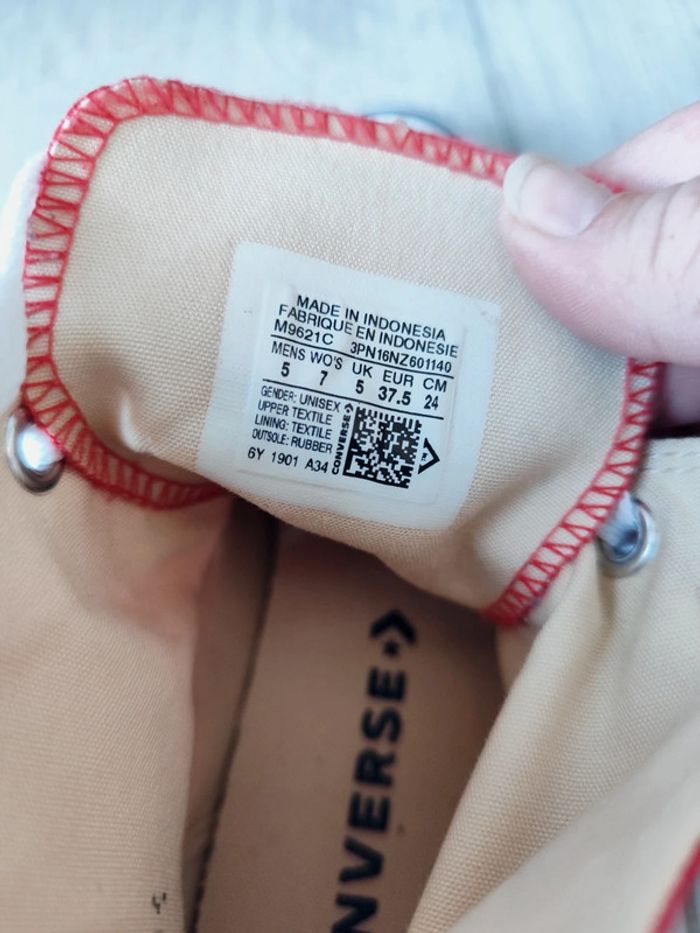 MADE IN INDONESIA
FABRIQUE EN INDONESIE
M9621C 3PN16NZ601140
MENS WO'S UK EUR CM
5 7 5 37.5 24
GENDER: UNISEX
UPPER TEXTILE
LINING: TEXTILE
OUTSOLE: RUBBER
6Y 1901 A34
CONVERSE
NVERSE